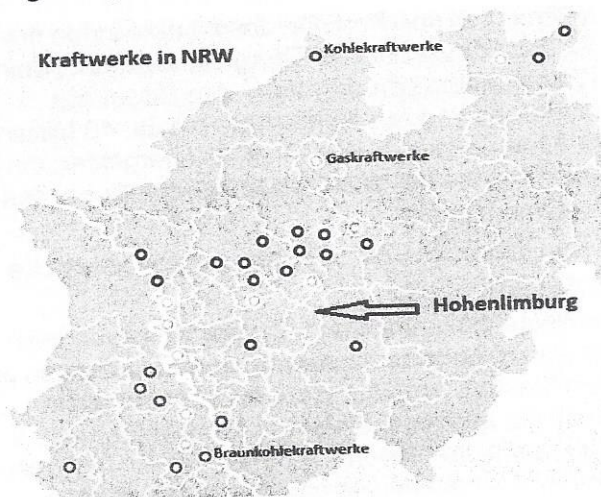 Kraftwerke in NRW
Kohlekraftwerke
Gaskraftwerke
Hohenlimburg
Braunkohlekraftwerke